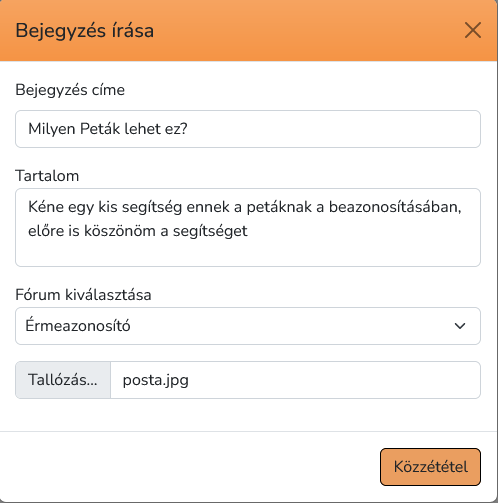 Bejegyzés írása
Bejegyzés címe
Milyen Peták lehet ez?
Tartalom
Kéne egy kis segítség ennek a petáknak a beazonosításában,
előre is köszönöm a segítséget
Fórum kiválasztása
Érmeazonosító
Tallózás... posta.jpg
Közzététel